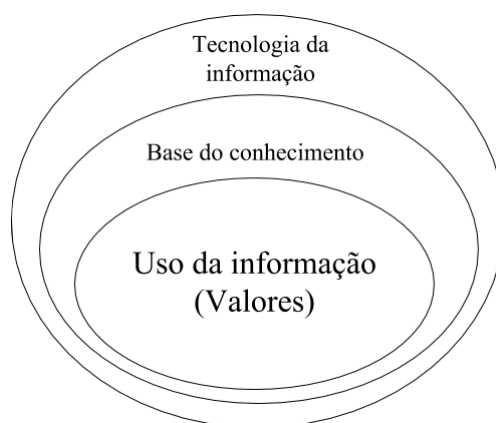 Tecnologia da
informação
Base do conhecimento
Uso da informação
(Valores)